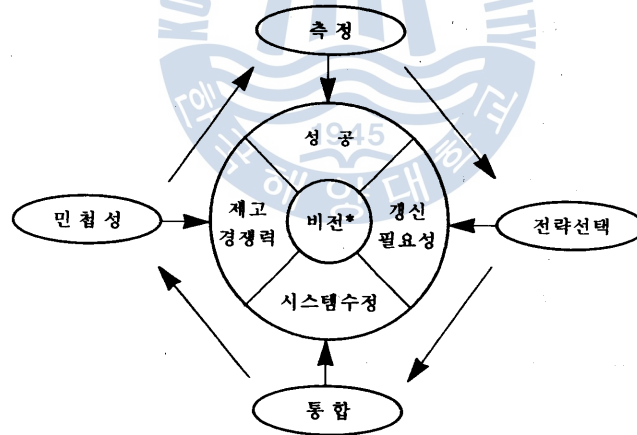 측 정
1945
성 공
민 첩 성
재고
경쟁력
비전*
갱신
필요성
전략선택
시스템수정
통 합